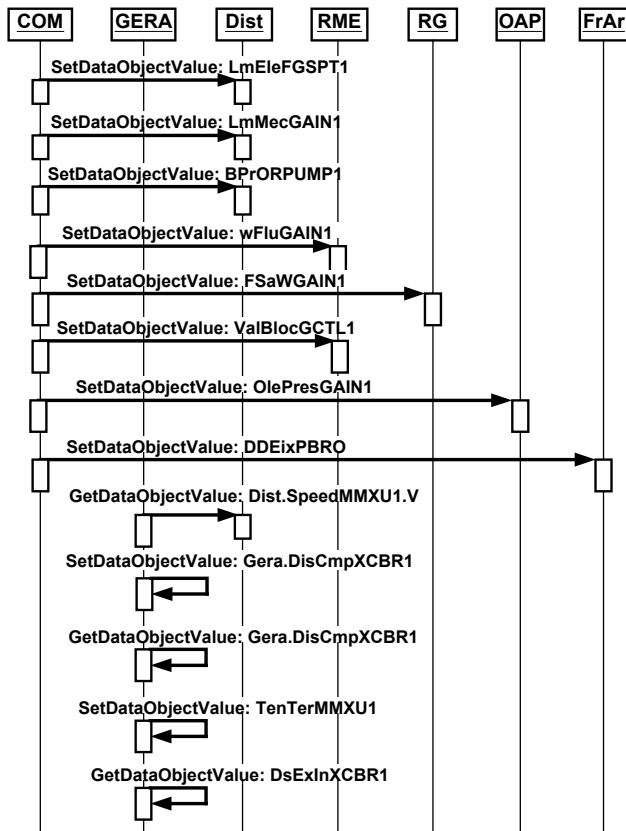 COM GERA Dist RME RG OAP FrAr
SetDataObjectValue: LmEleFGSPT1
SetDataObjectValue: LmMecGAIN1
SetDataObjectValue: BPrORPUMP1
SetDataObjectValue: wFluGAIN1
SetDataObjectValue: FSaWGAIN1
SetDataObjectValue: ValBlocGCTL1
SetDataObjectValue: OlePresGAIN1
SetDataObjectValue: DDEixPBRO
GetDataObjectValue: Dist.SpeedMMXU1.V
SetDataObjectValue: Gera.DisCmpXCBR1
GetDataObjectValue: Gera.DisCmpXCBR1
SetDataObjectValue: TenTerMMXU1
GetDataObjectValue: DsExInXCBR1